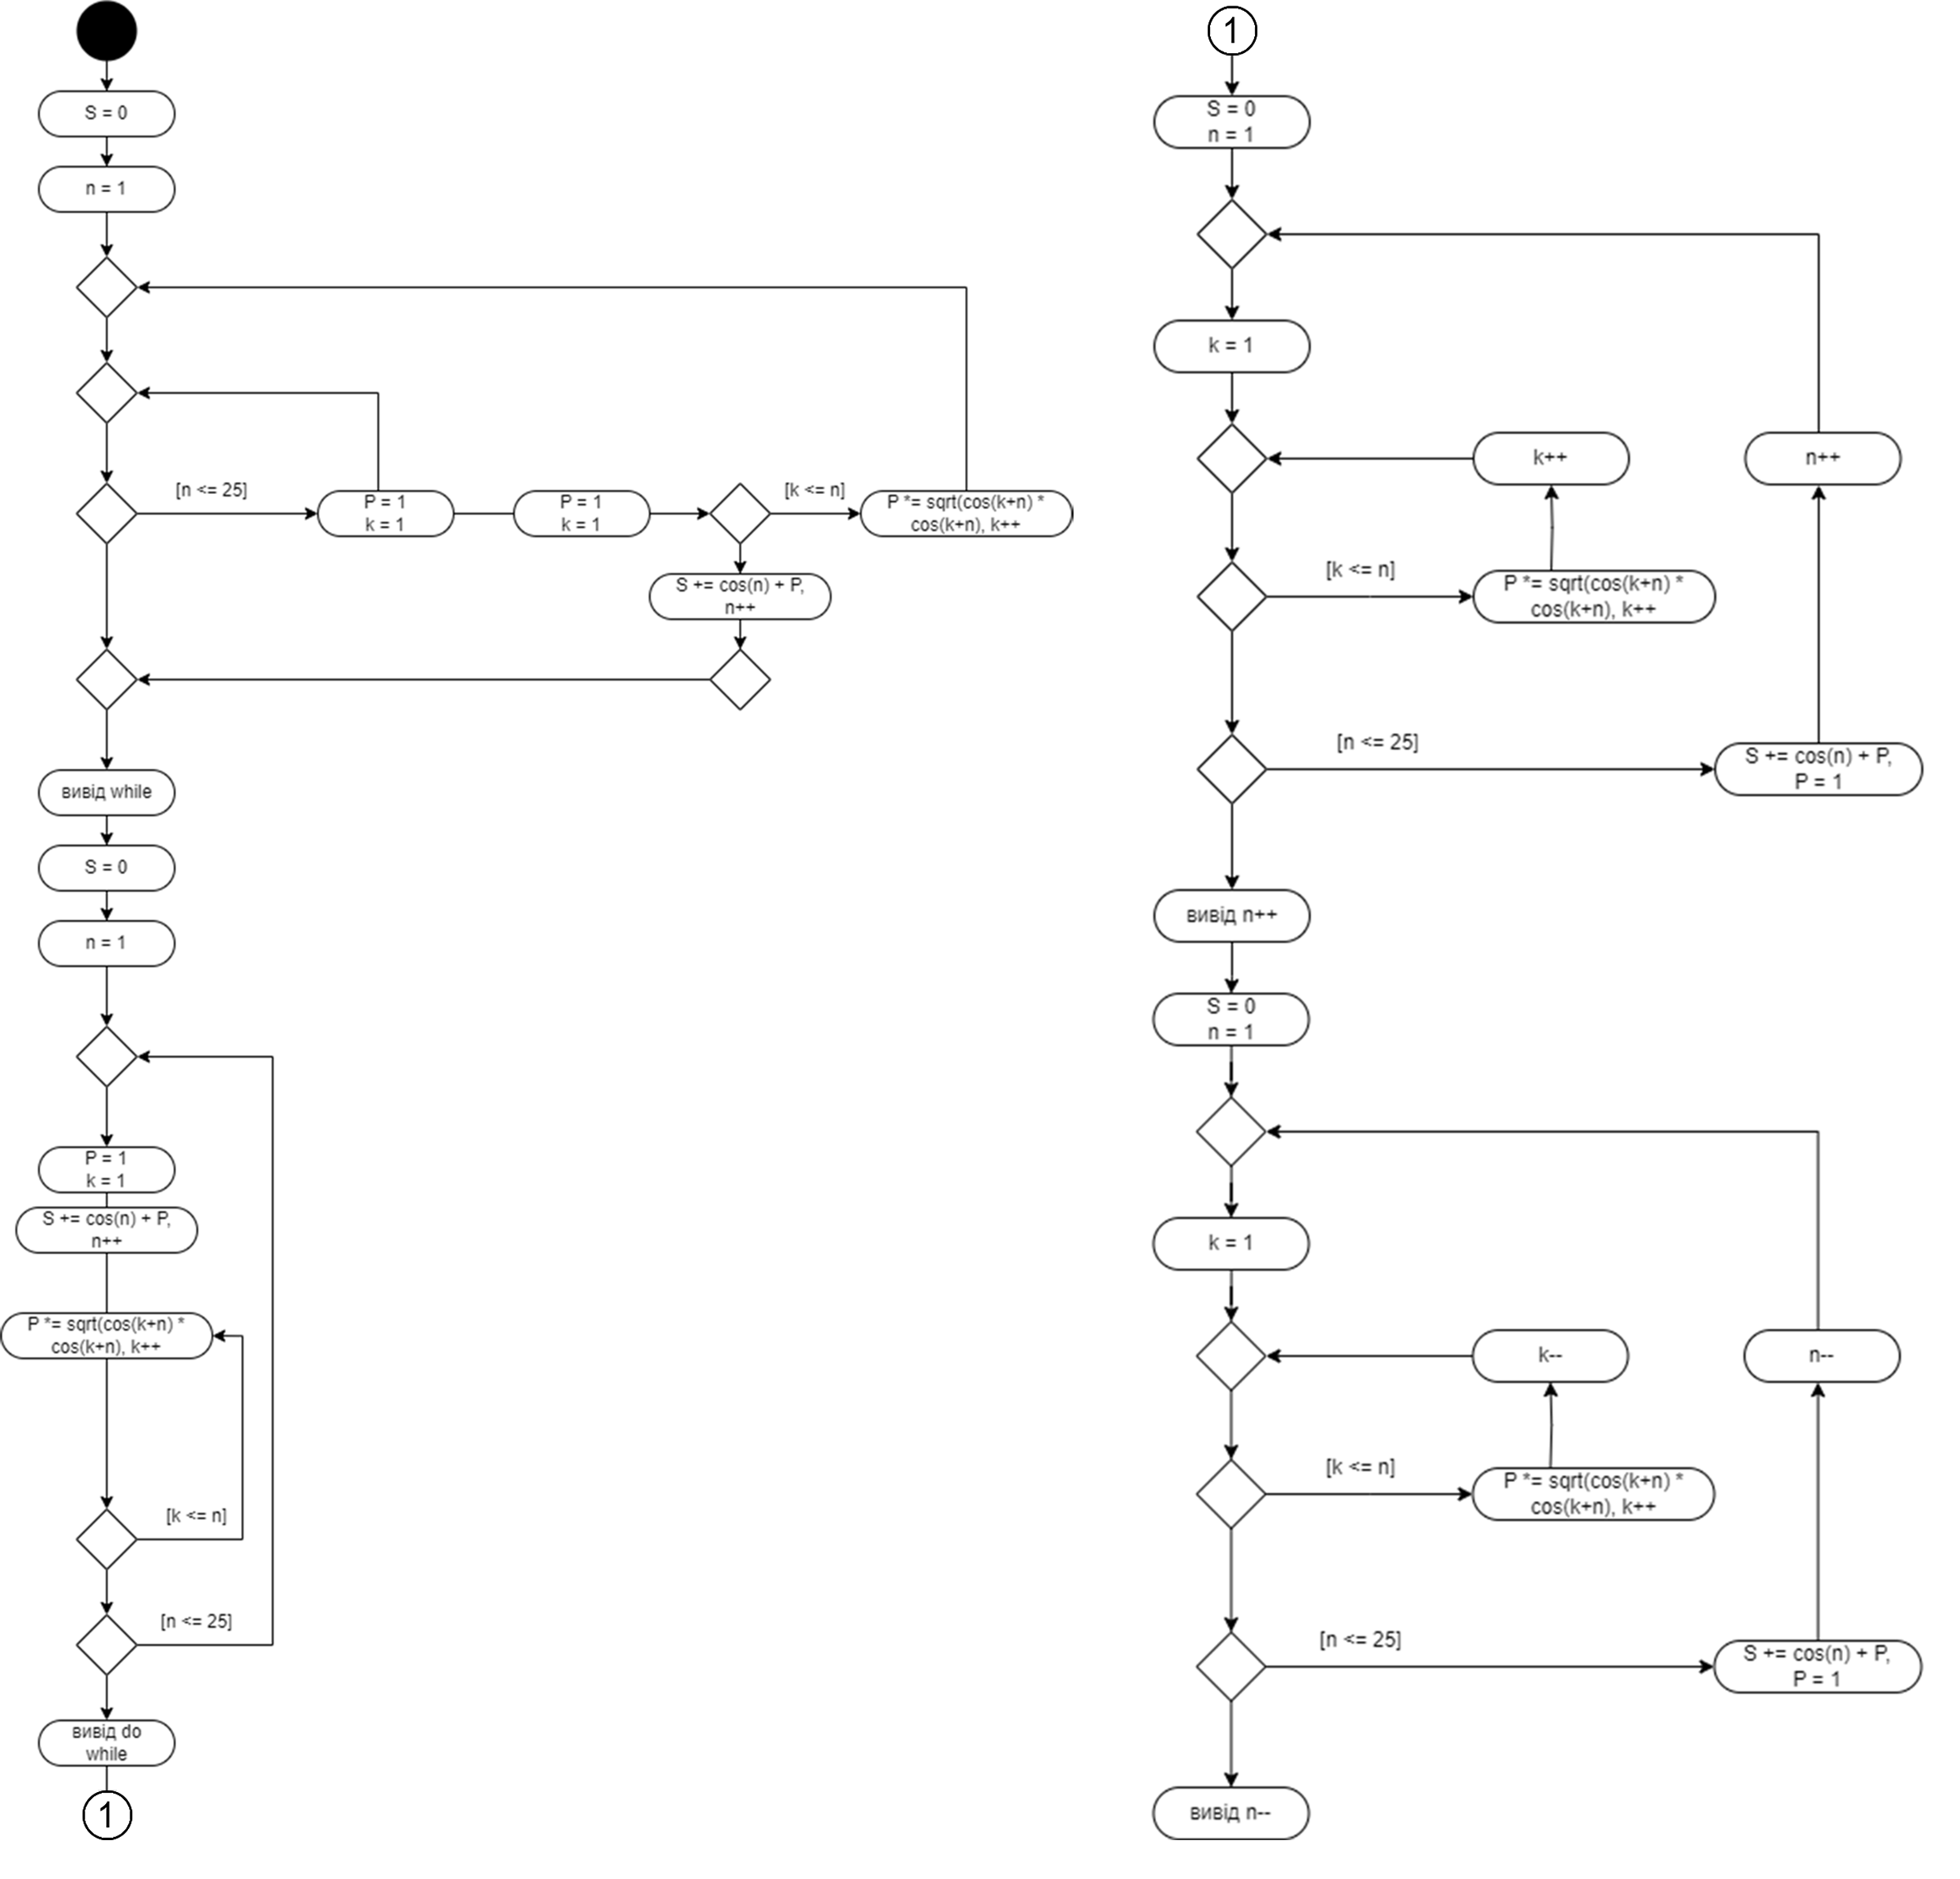 S = 0
n = 1
[n <= 25]
P = 1
k = 1
P = 1
k = 1
[k <= n]
P *= sqrt(cos(k+n) *
cos(k+n), k++
S += cos(n) + P,
n++
вивід while
S = 0
n = 1
P = 1
k = 1
S += cos(n) + P,
n++
P *= sqrt(cos(k+n) *
cos(k+n), k++
[k <= n]
[n <= 25]
вивід do
while
1
1
S = 0
n = 1
k = 1
k++
n++
[k <= n]
P *= sqrt(cos(k+n) *
cos(k+n), k++
[n <= 25]
S += cos(n) + P,
P = 1
вивід n++
S = 0
n = 1
k = 1
k--
n--
[k <= n]
P *= sqrt(cos(k+n) *
cos(k+n), k++
[n <= 25]
S += cos(n) + P,
P = 1
вивід n--